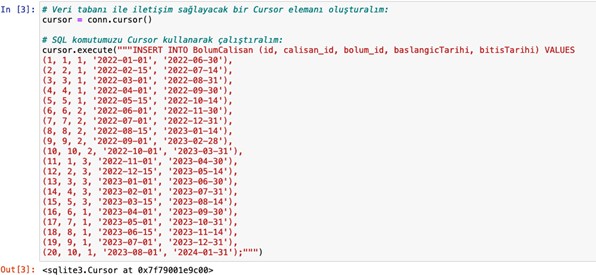 In [3]: # Veri tabanı ile iletişim sağlayacak bir Cursor elemanı oluşturalım:
cursor = conn.cursor()
# SQL komutumuzu Cursor kullanarak çalıştıralım:
cursor.execute("""INSERT INTO BolumCalisan (id, calisan_id, bolum_id, baslangicTarihi, bitisTarihi) VALUES
(1, 1, 1, '2022-01-01', '2022-06-30'),
(2, 2, 1, '2022-02-15', '2022-07-14'),
(3, 3, 1, '2022-03-01', '2022-08-31'),
(4, 4, 1, '2022-04-01', '2022-09-30'),
(5, 5, 1, '2022-05-15', '2022-10-14'),
(6, 6, 2, '2022-06-01', '2022-11-30'),
(7, 7, 2, '2022-07-01', '2022-12-31'),
(8, 8, 2, '2022-08-15', '2023-01-14'),
(9, 9, 2, '2022-09-01', '2023-02-28'),
(10, 10, 2, '2022-10-01', '2023-03-31'),
(11, 1, 3, '2022-11-01', '2023-04-30'),
(12, 2, 3, '2022-12-15', '2023-05-14'),
(13, 3, 3, '2023-01-01', '2023-06-30'),
(14, 4, 3, '2023-02-01', '2023-07-31'),
(15, 5, 3, '2023-03-15', '2023-08-14'),
(16, 6, 1, '2023-04-01', '2023-09-30'),
(17, 7, 1, '2023-05-01', '2023-10-31'),
(18, 8, 1, '2023-06-15', '2023-11-14'),
(19, 9, 1, '2023-07-01', '2023-12-31'),
(20, 10, 1, '2023-08-01', '2024-01-31');""")
Out[3]: <sqlite3.Cursor at 0x7f79001e9c00>